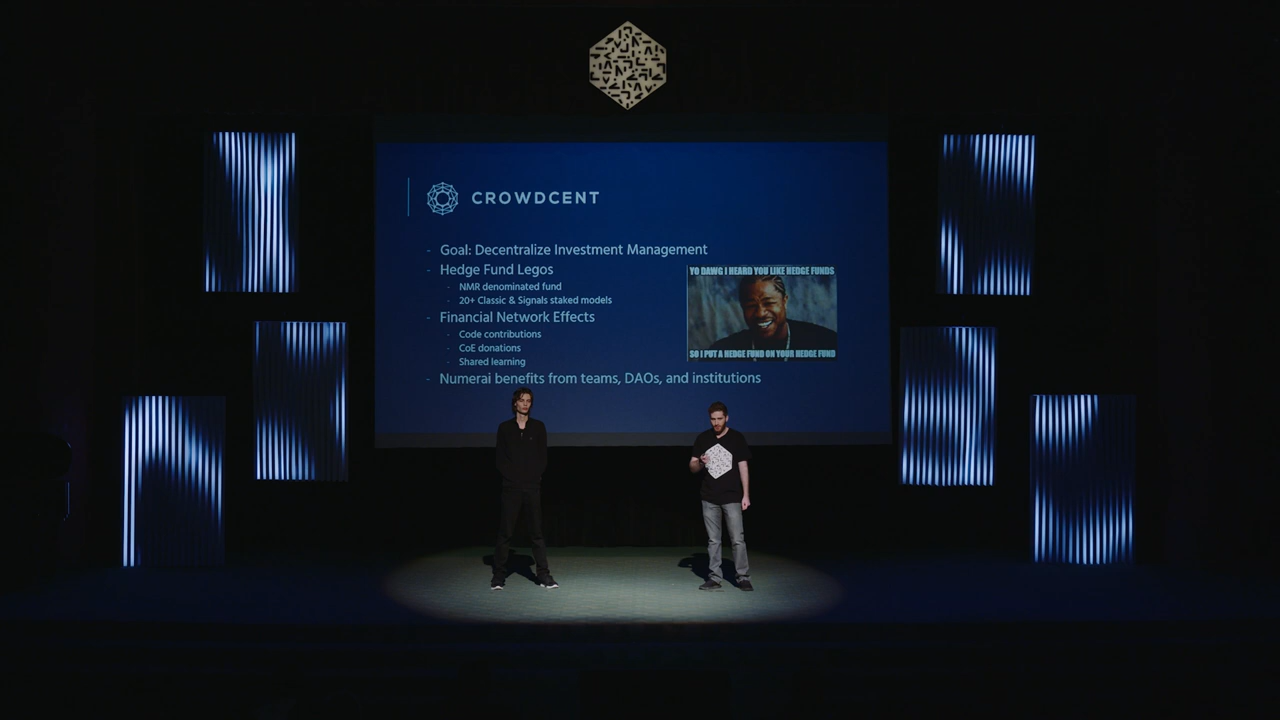 CROWDCENT
- Goal: Decentralize Investment Management
- Hedge Fund Legos
- NMR denominated fund
- 20+ Classic & Signals staked models
- Financial Network Effects
- Code contributions
- CoE donations
- Shared learning
- Numerai benefits from teams, DAOs, and institutions
YO DAWG I HEARD YOU LIKE HEDGE FUNDS
SO I PUT A HEDGE FUND ON YOUR HEDGE FUND